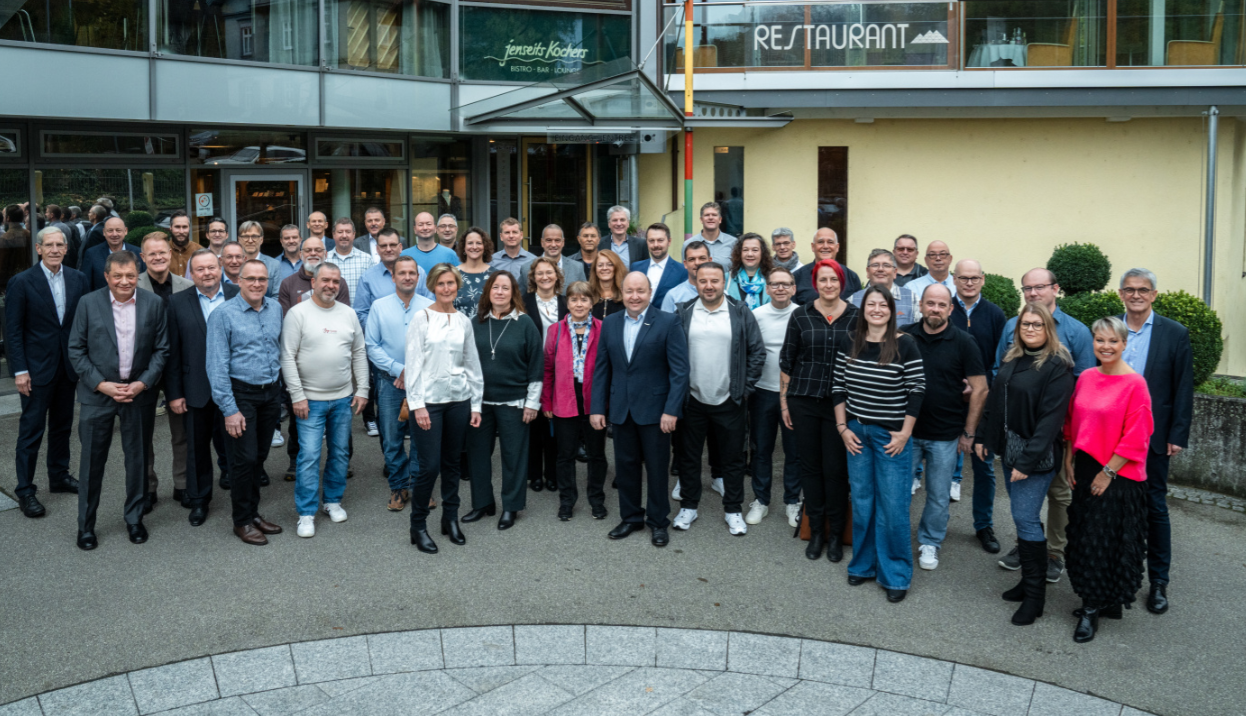 jenseits Kochers
BISTRO · BAR · LOUNGE
RESTAURANT